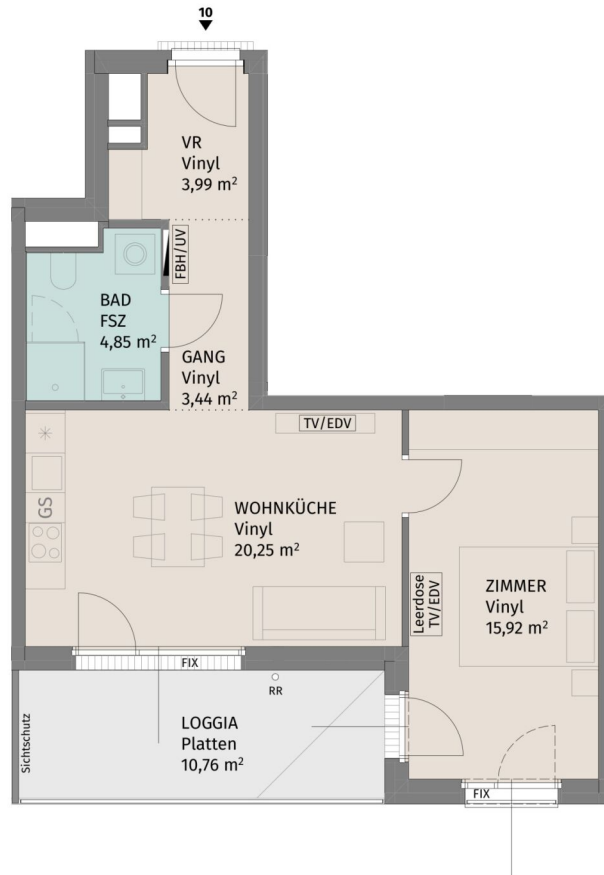 10
VR
Vinyl
3,99 m²
FBH/UV
BAD
FSZ
4,85 m²
GANG
Vinyl
3,44 m²
TV/EDV
GS
WOHNKÜCHE
Vinyl
20,25 m²
Leerdose
TV/EDV
ZIMMER
Vinyl
15,92 m²
FIX
RR
Sichtschutz
LOGGIA
Platten
10,76 m²
FIX